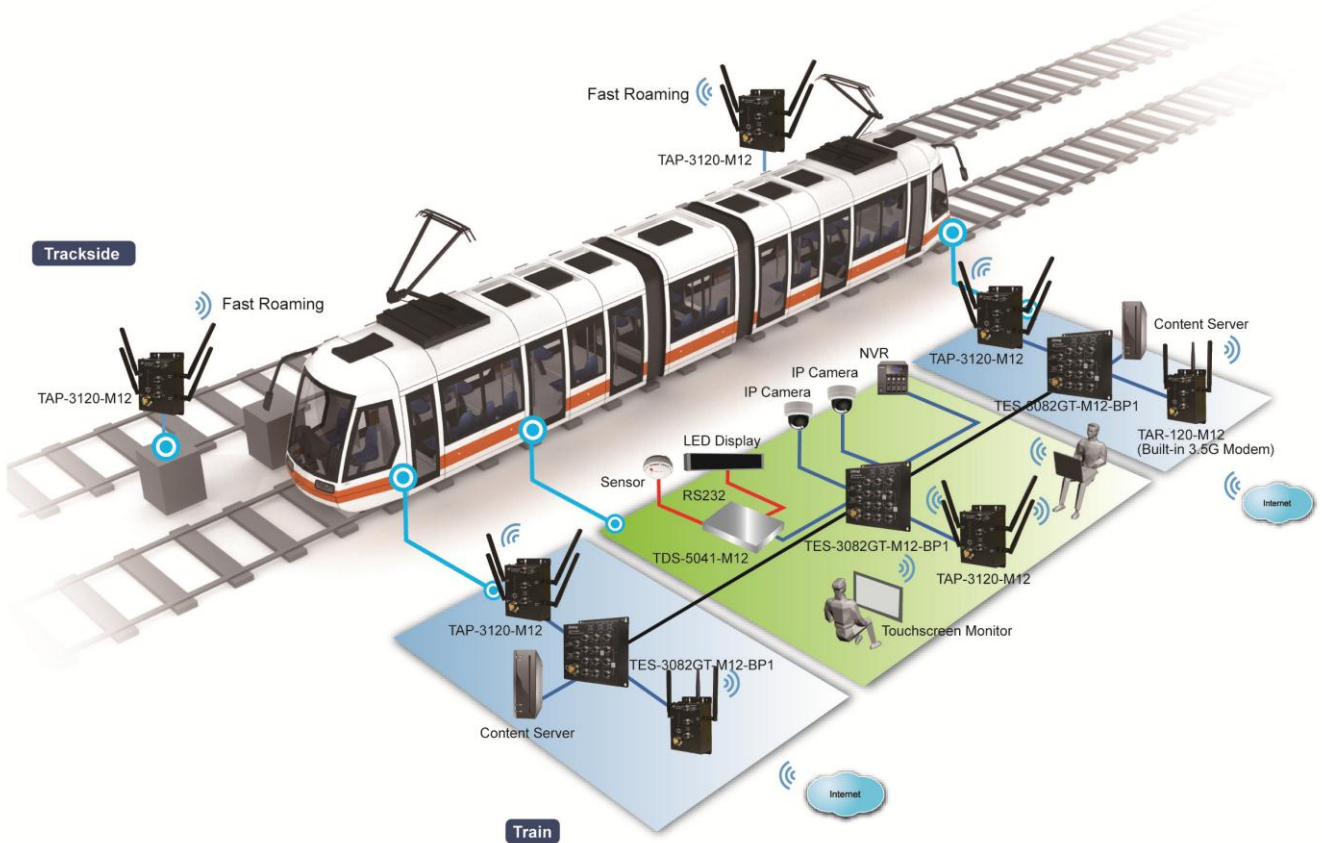 Fast Roaming
TAP-3120-M12
Trackside
Fast Roaming
TAP-3120-M12
Content Server
TAP-3120-M12
NVR
IP Camera
IP Camera
TES-3082GT-M12-BP1
TAR-120-M12
(Built-in 3.5G Modem)
LED Display
Sensor
RS232
Internet
TES-3082GT-M12-BP1
TDS-5041-M12
TAP-3120-M12
Touchscreen Monitor
TAP-3120-M12
TES-3082GT-M12-BP1
Content Server
Internet
Train